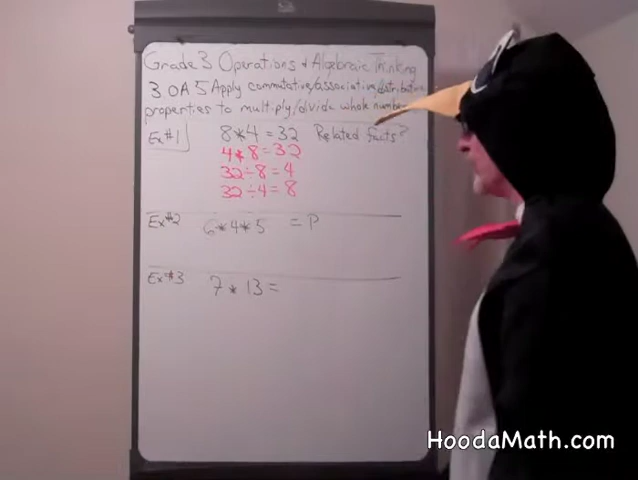 Grade 3 Operations + Algebraic Thinking
3 OA 5 Apply commutative/associative/distributive
properties to multiply/divide whole numbers
Ex #1 8*4=32 Related facts?
4*8=32
32÷8=4
32÷4=8
Ex #2 6*4*5 = P
Ex #3 7*13=
HoodaMath.com